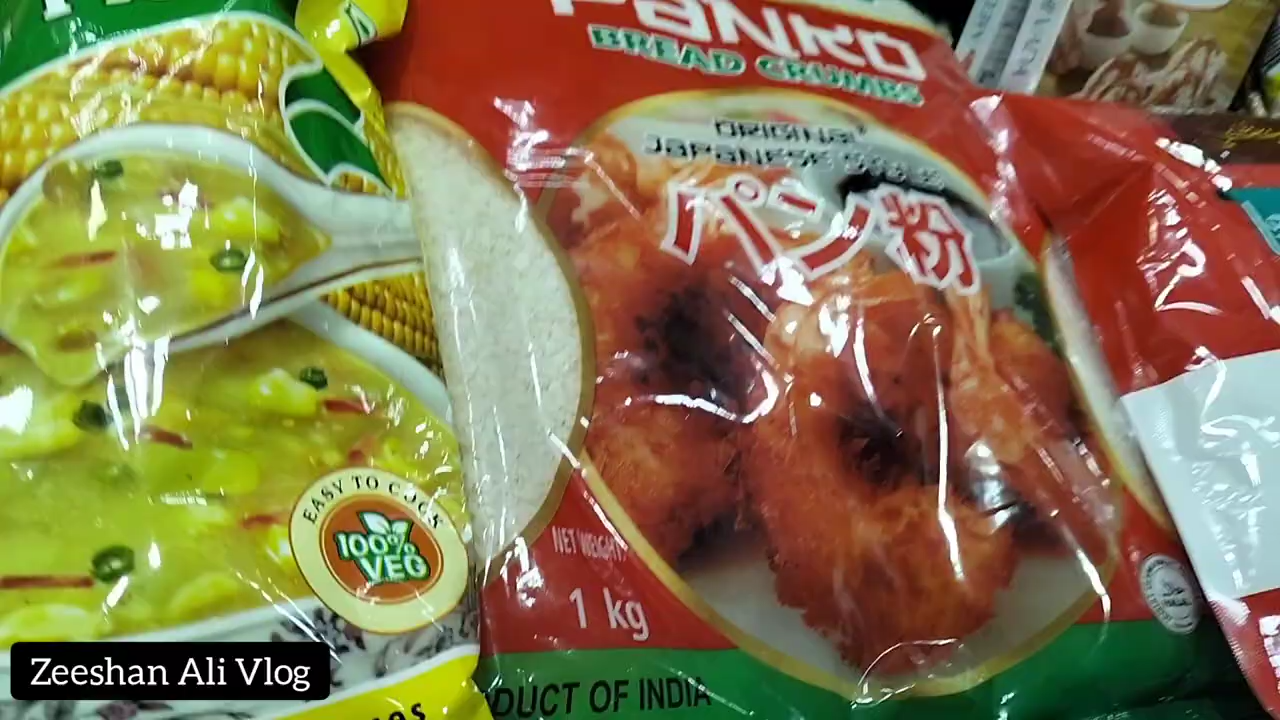 PANKO
BREAD CRUMBS
ORIGINAL
JAPANESE
パン粉
EASY TO COOK
100%
VEG
NET WEIGHT
1 kg
DUCT OF INDIA
Zeeshan Ali Vlog